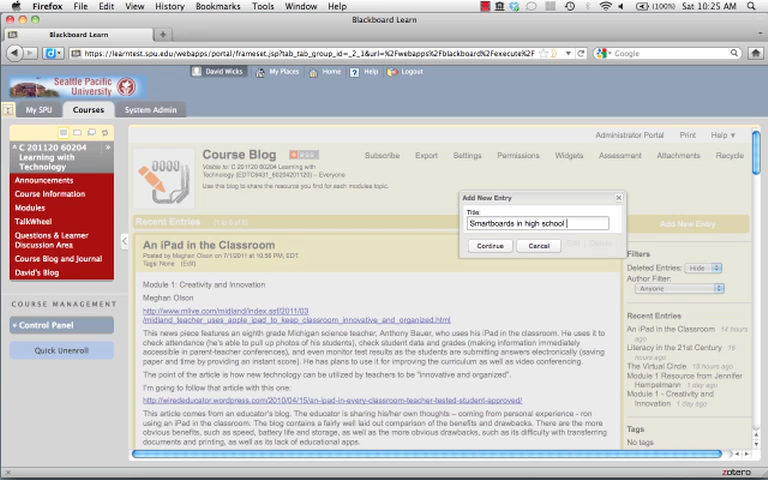 Firefox File Edit View History Bookmarks Tools Window Help
(100%) Sat 10:25 AM
Blackboard Learn
Blackboard Learn
https://learntest.spu.edu/webapps/portal/frameset.jsp?tab_tab_group_id=_2_1&url=%2Fwebapps%2Fblackboard%2Fexecute%2F
Google
David Wicks My Places Home Help Logout
Seattle Pacific
University
My SPU Courses System Admin
C 201120 60204
Learning with
Technology
Announcements
Course Information
Modules
TalkWheel
Questions & Learner
Discussion Area
Course Blog and Journal
David's Blog
COURSE MANAGEMENT
Control Panel
Quick Unenroll
Administrator Portal Print Help
Course Blog
Visible to: C 201120 60204 Learning with
Technology (EDTC6431_60204201120) – Everyone
Use this blog to share the resource you find for each modules topic.
Subscribe Export Settings Permissions Widgets Assessment Attachments Recycle
Recent Entries
Add New Entry
Add New Entry
Title:
Smartboards in high school
Continue Cancel
An iPad in the Classroom
Posted by Meghan Olson on 7/1/2011 at 10:56 PM, EDT.
Tags: None (Edit)
Edit Delete
Module 1: Creativity and Innovation
Meghan Olson
http://www.mlive.com/midland/index.ssf/2011/03
/midland_teacher_uses_apple_ipad_to_keep_classroom_innovative_and_organized.html
This news piece features an eighth grade Michigan science teacher, Anthony Bauer, who uses his iPad in the classroom. He uses it to
check attendance (he's able to pull up photos of his students), check student data and grades (making information immediately
accessible in parent-teacher conferences), and even monitor test results as the students are submitting answers electronically (saving
paper and time by providing an instant score). He has plans to use it for improving the curriculum as well as video conferencing.
The point of the article is how new technology can be utilized by teachers to be "innovative and organized".
I'm going to follow that article with this one:
http://wirededucator.wordpress.com/2010/04/15/an-ipad-in-every-classroom-teacher-tested-student-approved/
This article comes from an educator's blog. The educator is sharing his/her own thoughts – coming from personal experience - ron
using an iPad in the classroom. The blog contains a fairly well laid out comparison of the benefits and drawbacks. There are the more
obvious benefits, such as speed, battery life and storage, as well as the more obvious drawbacks, such as its difficulty with transferring
documents and printing, as well as its lack of educational apps.
Filters
Deleted Entries: Hide
Author Filter:
Anyone
Recent Entries
An iPad in the Classroom 14 hours
ago
Literacy in the 21st Century 16
hours ago
The Virtual Circle 18 hours ago
Module 1 Resource from Jennifer
Hempelmann 1 day ago
Module 1 - Creativity and
Innovation 1 day ago
Tags
No tags
zotero